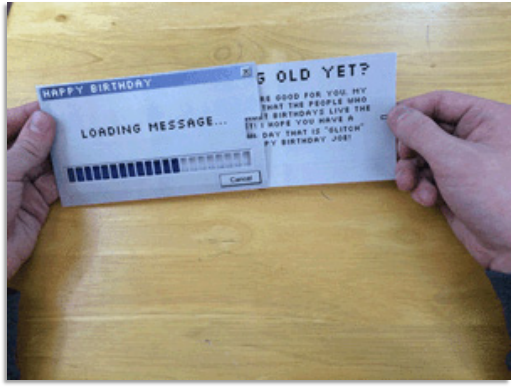 HAPPY BIRTHDAY
LOADING MESSAGE...
Cancel
G OLD YET?
RE GOOD FOR YOU. MY
THAT THE PEOPLE WHO
BIRTHDAYS LIVE THE
I HOPE YOU HAVE A
DAY THAT IS "GLITCH"
PY BIRTHDAY JOE!